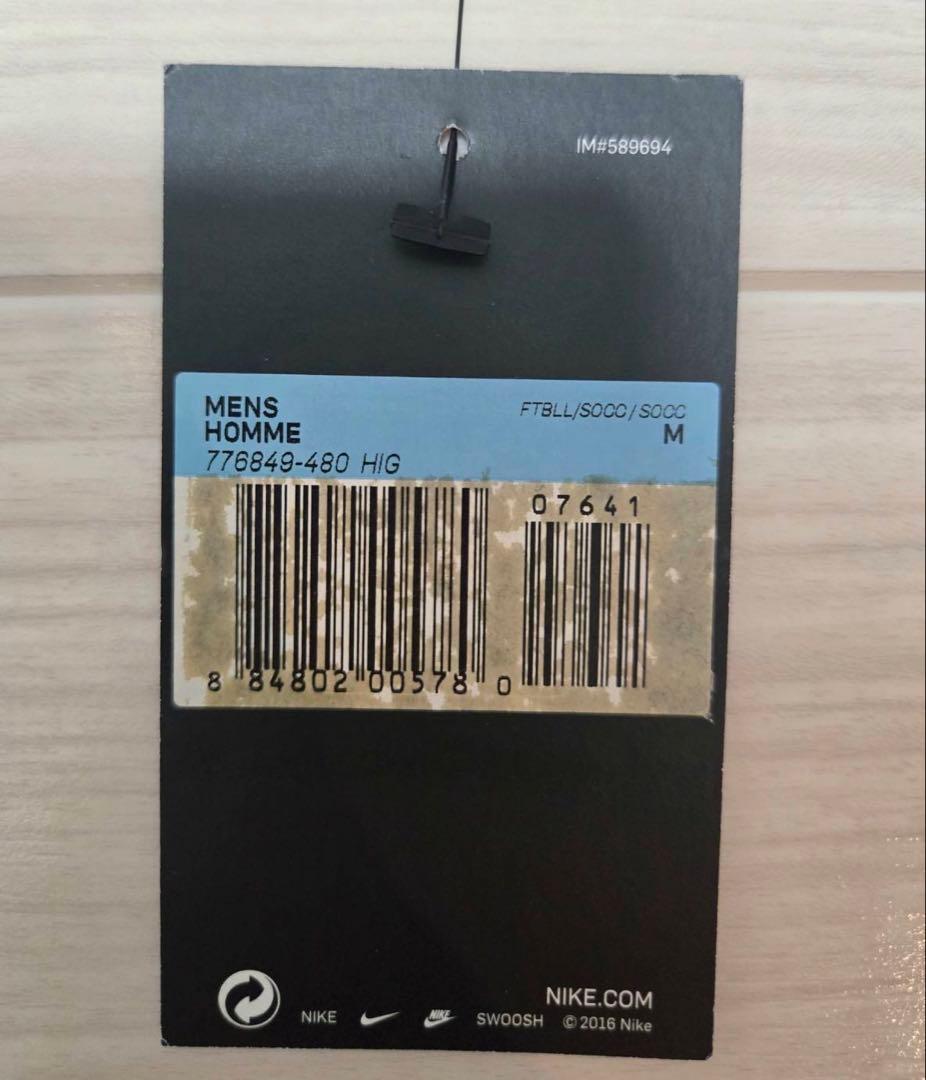 IM#589694
MENS
HOMME
FTBLL/SOCC/SOCC
M
776849-480 HIG
07641
8 84802 00578 0
NIKE.COM
NIKE NIKE SWOOSH © 2016 Nike